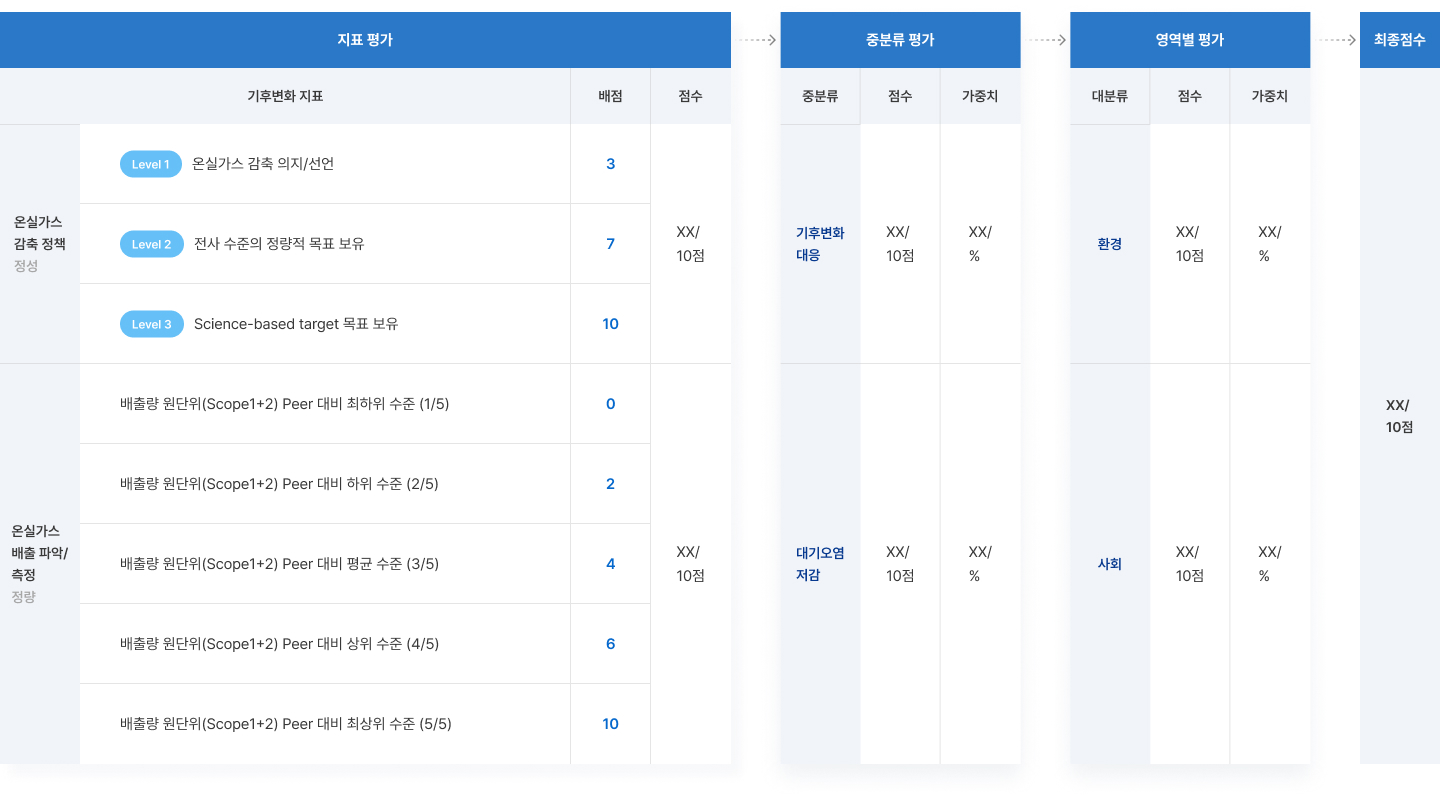 지표 평가
중분류 평가
영역별 평가
최종점수
기후변화 지표
배점
점수
중분류
점수
가중치
대분류
점수
가중치
온실가스
감축 정책
정성
Level 1 온실가스 감축 의지/선언
3
Level 2 전사 수준의 정량적 목표 보유
7
Level 3 Science-based target 목표 보유
10
XX/
10점
기후변화
대응
XX/
10점
XX/
%
환경
XX/
10점
XX/
%
XX/
10점
온실가스
배출 파악/
측정
정량
배출량 원단위(Scope1+2) Peer 대비 최하위 수준 (1/5)
0
배출량 원단위(Scope1+2) Peer 대비 하위 수준 (2/5)
2
배출량 원단위(Scope1+2) Peer 대비 평균 수준 (3/5)
4
배출량 원단위(Scope1+2) Peer 대비 상위 수준 (4/5)
6
배출량 원단위(Scope1+2) Peer 대비 최상위 수준 (5/5)
10
XX/
10점
대기오염
저감
XX/
10점
XX/
%
사회
XX/
10점
XX/
%